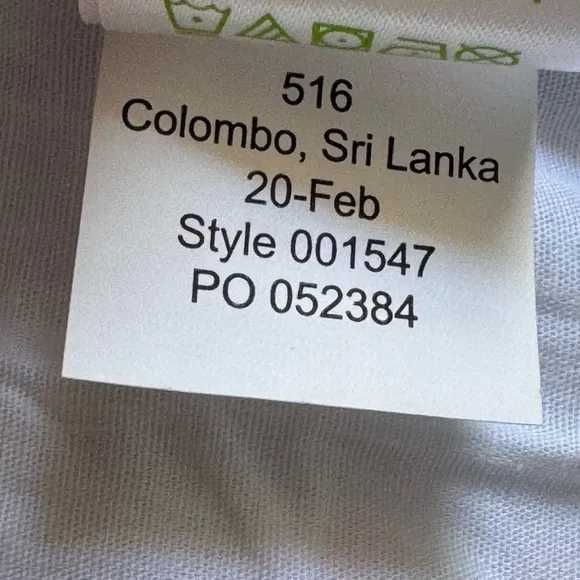 516
Colombo, Sri Lanka
20-Feb
Style 001547
PO 052384